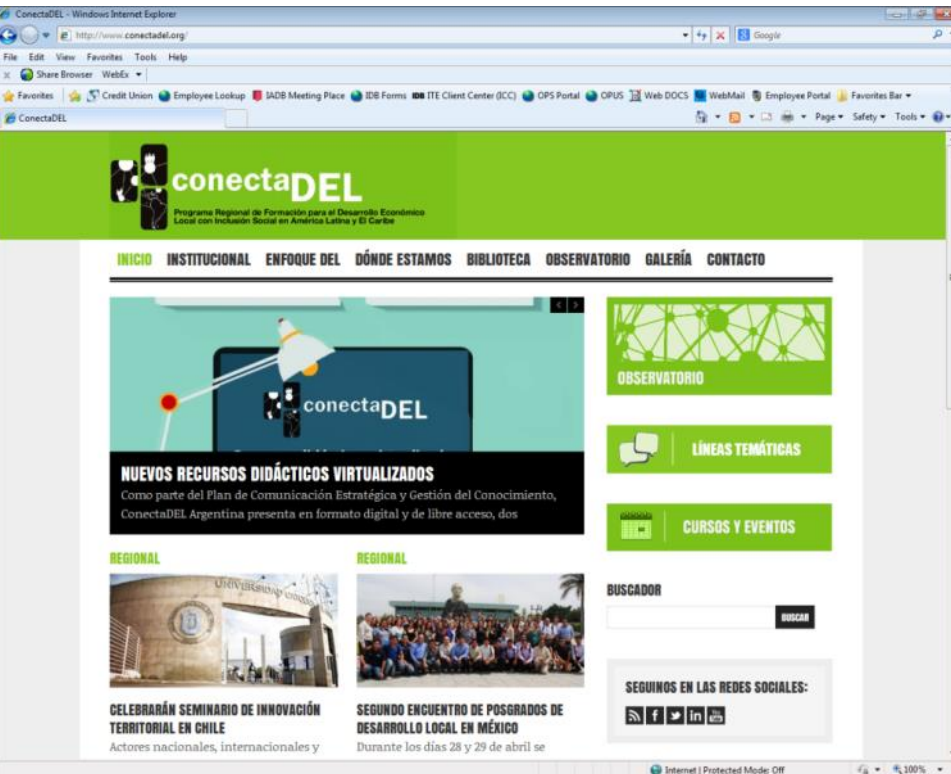 ConectaDEL - Windows Internet Explorer
http://www.conectadel.org/
Google
File Edit View Favorites Tools Help
x Share Browser WebEx
Favorites Credit Union Employee Lookup IADB Meeting Place IDB Forms IDB ITE Client Center (ICC) OPS Portal OPUS Web DOCS WebMail Employee Portal Favorites Bar
ConectaDEL
Page Safety Tools
conectaDEL
Programa Regional de Formación para el Desarrollo Económico
Local con Inclusión Social en América Latina y El Caribe
INICIO INSTITUCIONAL ENFOQUE DEL DÓNDE ESTAMOS BIBLIOTECA OBSERVATORIO GALERÍA CONTACTO
conectaDEL
NUEVOS RECURSOS DIDÁCTICOS VIRTUALIZADOS
Como parte del Plan de Comunicación Estratégica y Gestión del Conocimiento,
ConectaDEL Argentina presenta en formato digital y de libre acceso, dos
OBSERVATORIO
LÍNEAS TEMÁTICAS
CURSOS Y EVENTOS
BUSCADOR
BUSCAR
SEGUINOS EN LAS REDES SOCIALES:
REGIONAL
UNIVERSIDAD
CELEBRARÁN SEMINARIO DE INNOVACIÓN
TERRITORIAL EN CHILE
Actores nacionales, internacionales y
REGIONAL
SEGUNDO ENCUENTRO DE POSGRADOS DE
DESARROLLO LOCAL EN MÉXICO
Durante los días 28 y 29 de abril se
Internet | Protected Mode: Off
100%